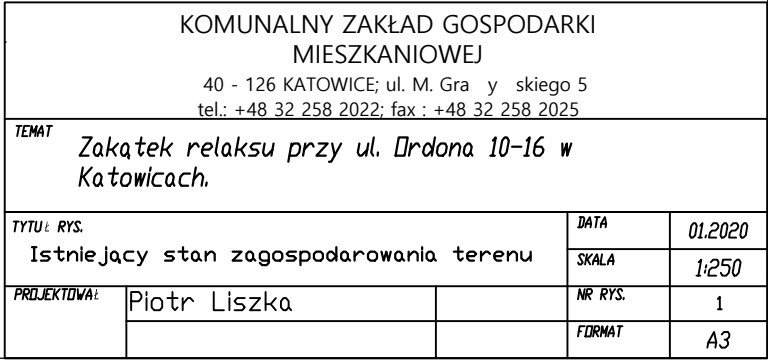 KOMUNALNY ZAKŁAD GOSPODARKI
MIESZKANIOWEJ
40 - 126 KATOWICE; ul. M. Gra y skiego 5
tel.: +48 32 258 2022; fax : +48 32 258 2025
TEMAT
Zakątek relaksu przy ul. Ordona 10-16 w
Katowicach.
TYTUŁ RYS.
Istniejący stan zagospodarowania terenu
DATA
01.2020
SKALA
1:250
PROJEKTOWAŁ
Piotr Liszka
NR RYS.
1
FORMAT
A3